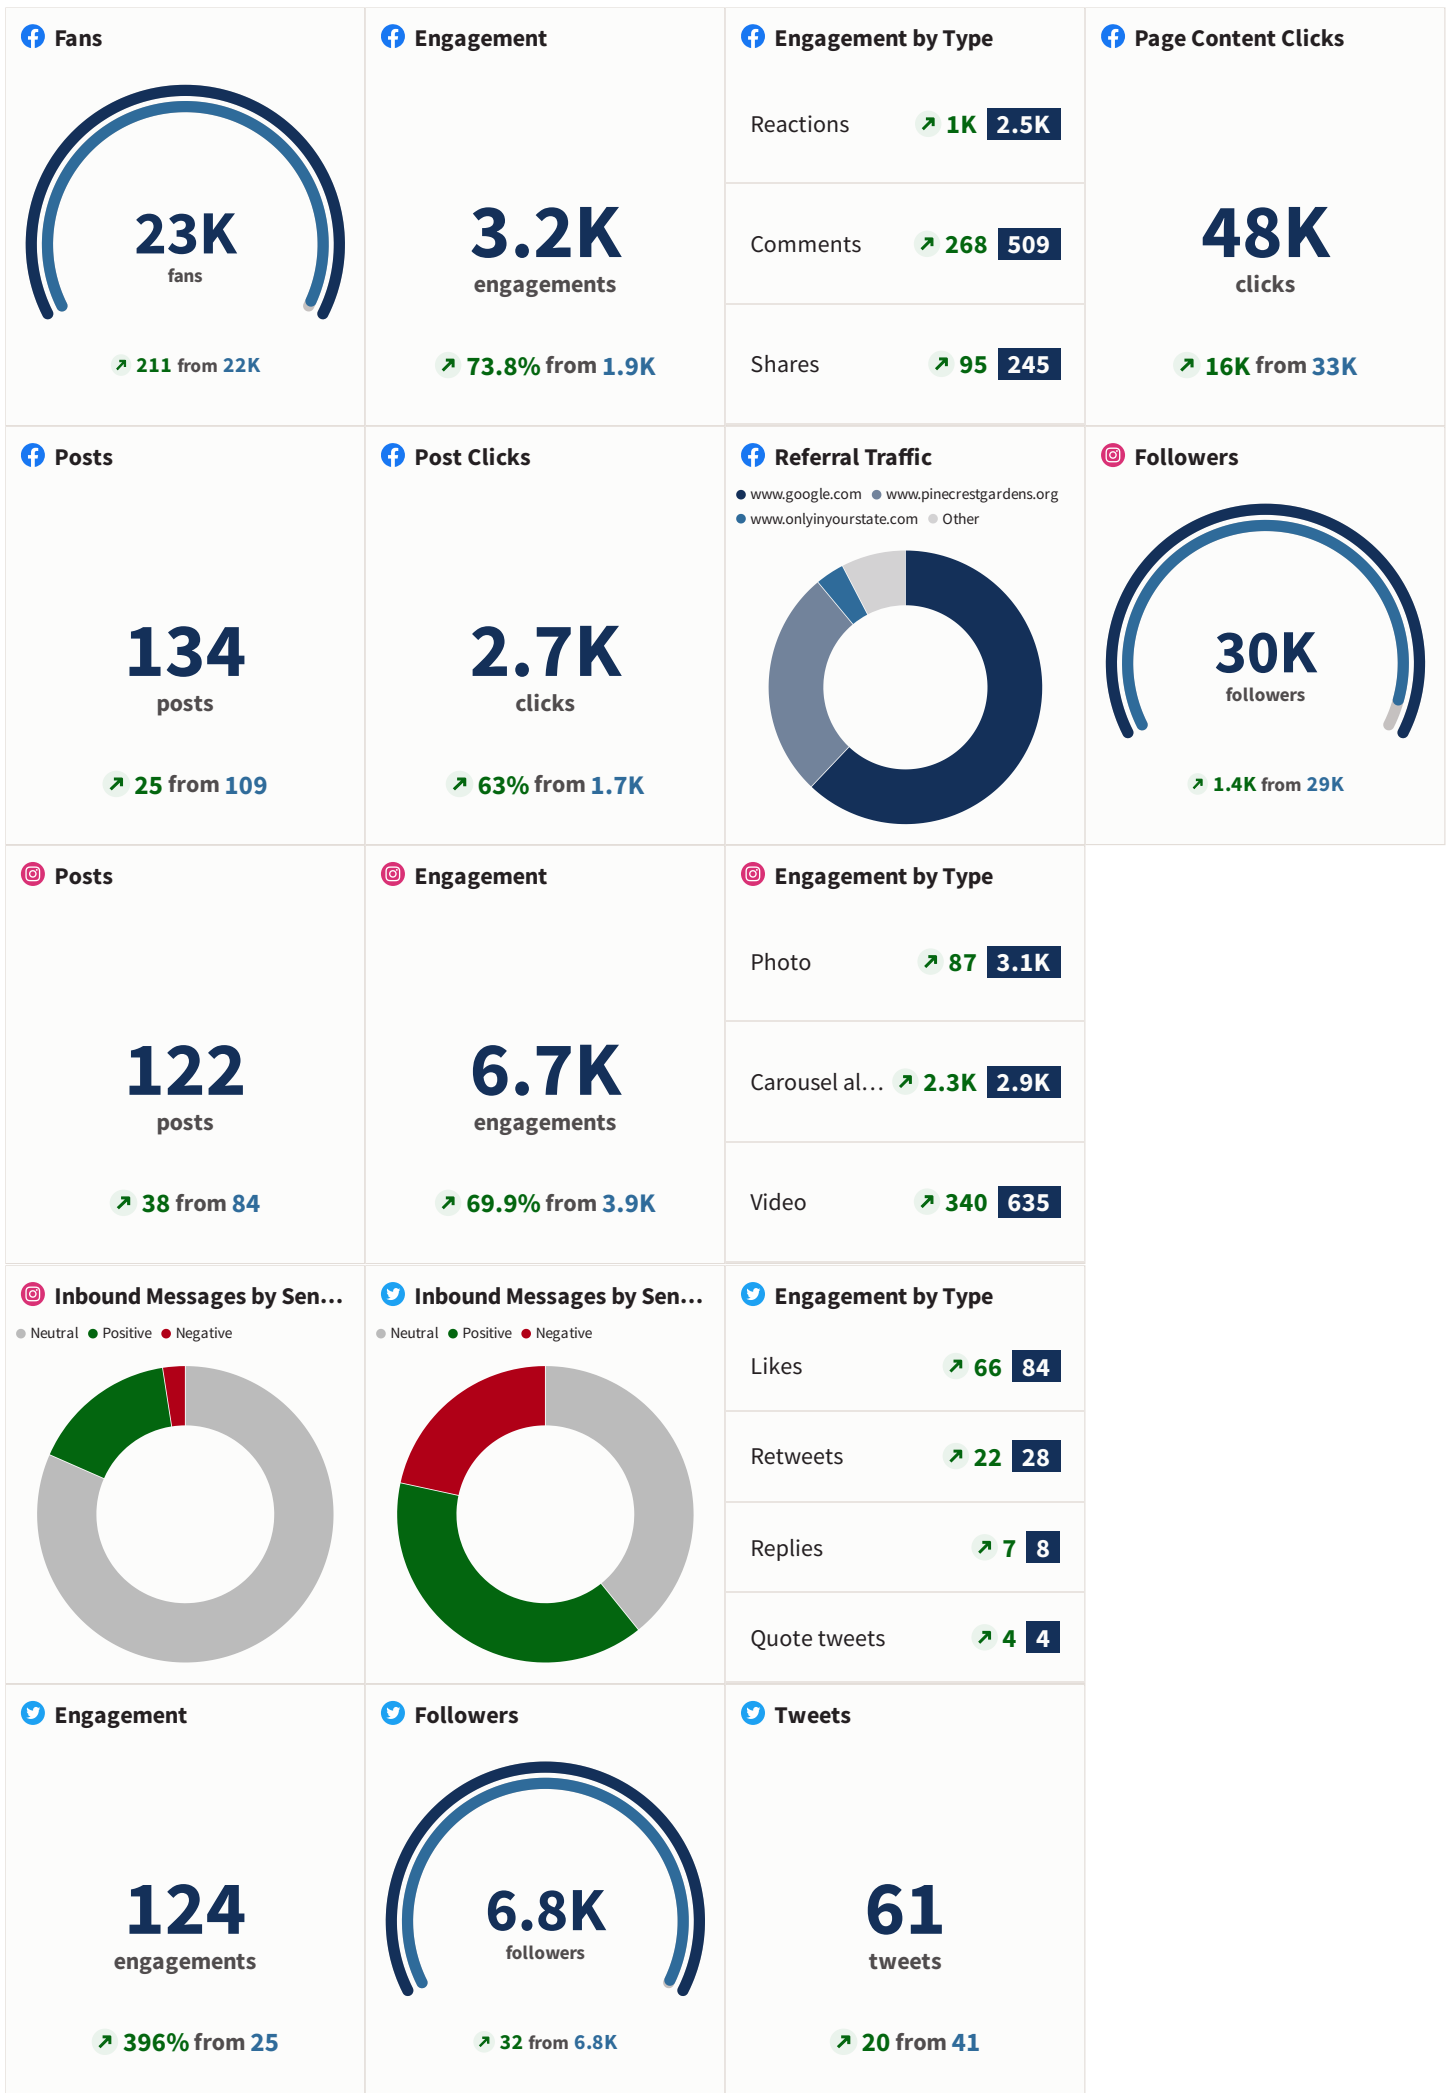 Fans
23K
fans
211 from 22K
Engagement
3.2K
engagements
73.8% from 1.9K
Engagement by Type
Reactions 1K 2.5K
Comments 268 509
Shares 95 245
Page Content Clicks
48K
clicks
16K from 33K
Posts
134
posts
25 from 109
Post Clicks
2.7K
clicks
63% from 1.7K
Referral Traffic
www.google.com www.pinecrestgardens.org
www.onlyinyourstate.com Other
Followers
30K
followers
1.4K from 29K
Posts
122
posts
38 from 84
Engagement
6.7K
engagements
69.9% from 3.9K
Engagement by Type
Photo 87 3.1K
Carousel al... 2.3K 2.9K
Video 340 635
Inbound Messages by Sen...
Neutral Positive Negative
Inbound Messages by Sen...
Neutral Positive Negative
Engagement by Type
Likes 66 84
Retweets 22 28
Replies 7 8
Quote tweets 4 4
Engagement
124
engagements
396% from 25
Followers
6.8K
followers
32 from 6.8K
Tweets
61
tweets
20 from 41